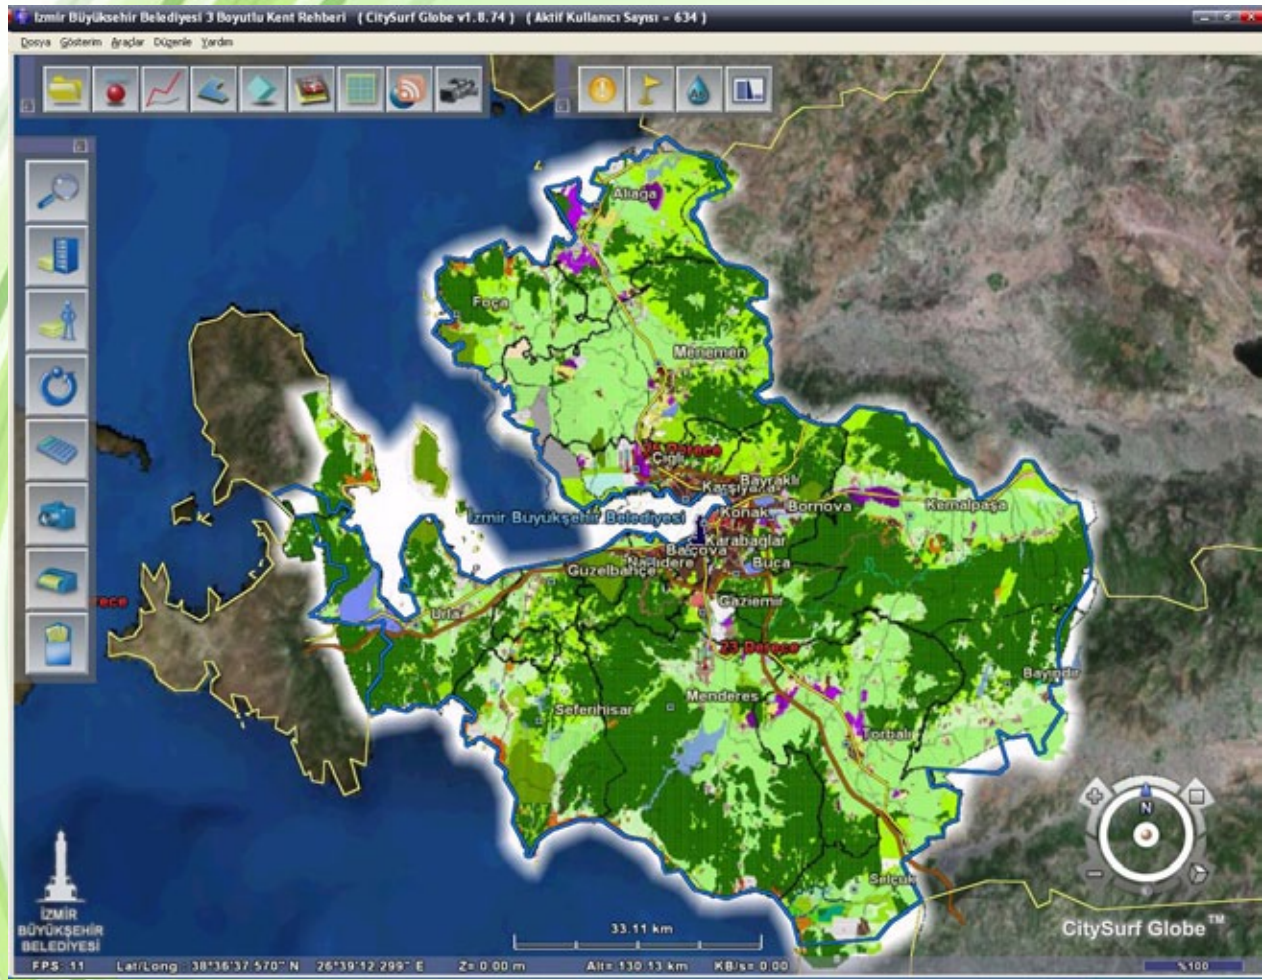 İzmir Büyükşehir Belediyesi 3 Boyutlu Kent Rehberi ( CitySurf Globe v1.8.74 ) ( Aktif Kullanıcı Sayısı - 634 )
Dosya Gösterim Araçlar Düzenle Yardım
Aliağa
Foça
Menemen
Derece
Çiğli
Bayraklı
Karşıyaka
Kemalpaşa
Konak
Bornova
İzmir Büyükşehir Belediyesi
Karabağlar
Balçova
Narlıdere
Buca
Güzelbahçe
Gaziemir
Urla
23 Derece
Bayındır
Menderes
Seferihisar
Torbalı
N
Selçuk
İZMİR
BÜYÜKŞEHİR
BELEDİYESİ
33.11 km
CitySurf Globe™
FPS: 11 Lat/Long : 38°36'37.570" N 26°39'12.299" E Z= 0.00 m Alt= 130.13 km KB/s= 0.00 %100